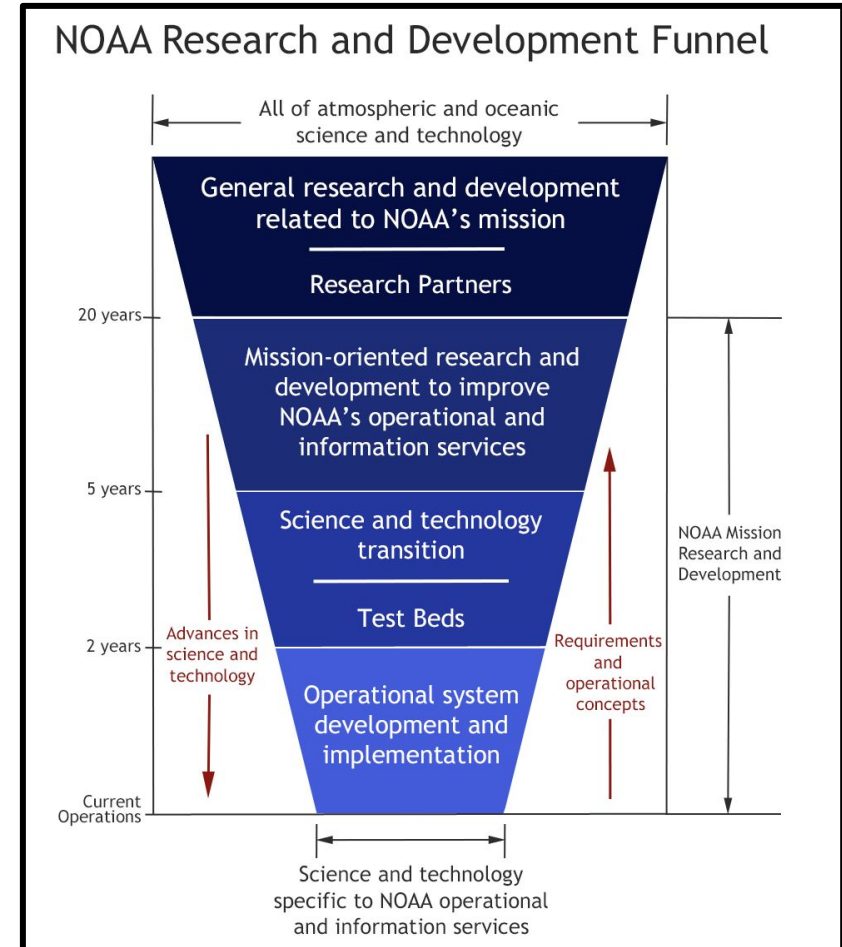 NOAA Research and Development Funnel
All of atmospheric and oceanic
science and technology
General research and development
related to NOAA's mission
Research Partners
20 years
Mission-oriented research and
development to improve
NOAA's operational and
information services
5 years
Science and technology
transition
NOAA Mission
Research and
Development
Test Beds
Advances in
science and
technology
2 years
Requirements
and
operational
concepts
Operational system
development and
implementation
Current
Operations
Science and technology
specific to NOAA operational
and information services